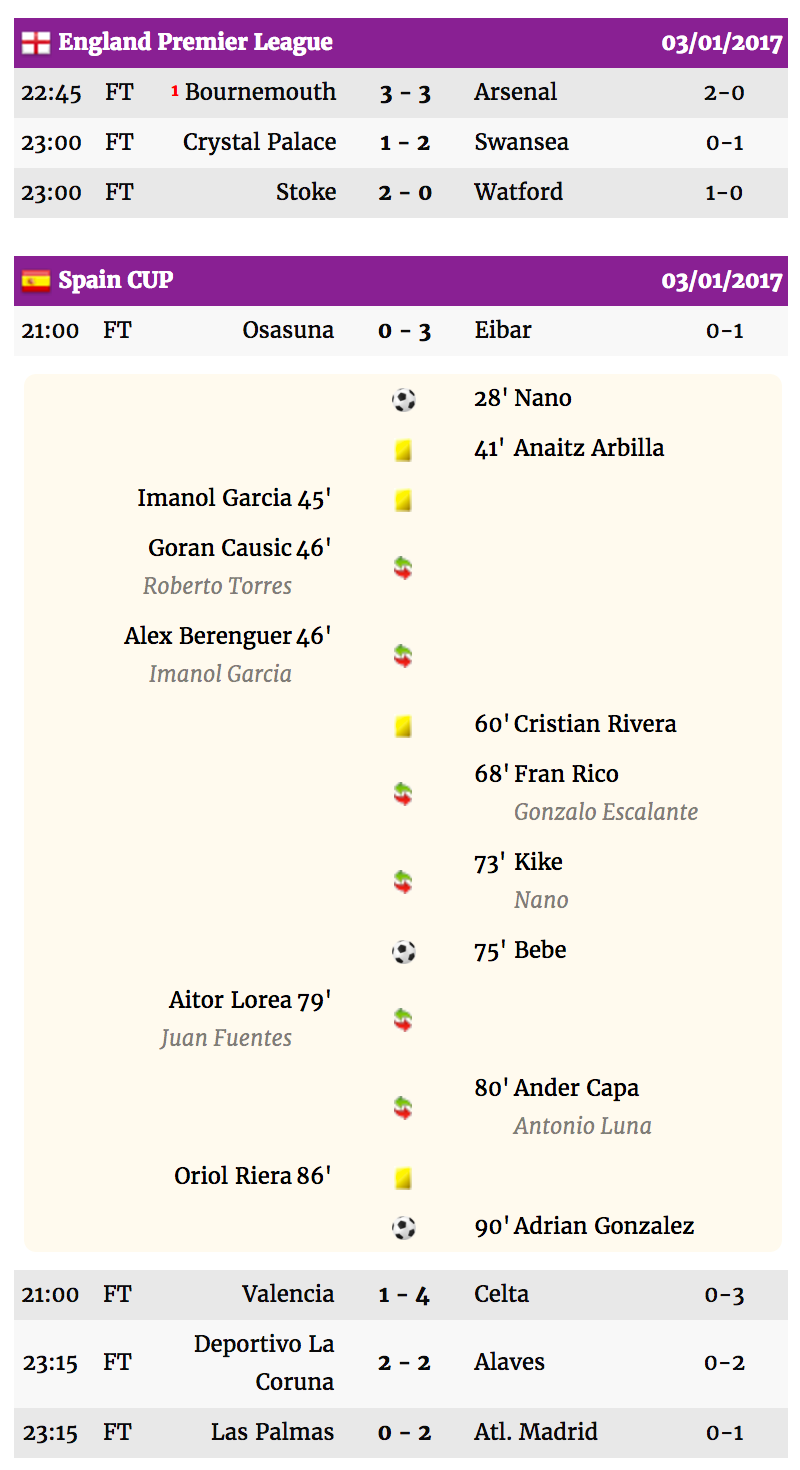 England Premier League 03/01/2017
22:45 FT 1 Bournemouth 3 - 3 Arsenal 2-0
23:00 FT Crystal Palace 1 - 2 Swansea 0-1
23:00 FT Stoke 2 - 0 Watford 1-0
Spain CUP 03/01/2017
21:00 FT Osasuna 0 - 3 Eibar 0-1
28' Nano
41' Anaitz Arbilla
Imanol Garcia 45'
Goran Causic 46'
Roberto Torres
Alex Berenguer 46'
Imanol Garcia
60' Cristian Rivera
68' Fran Rico
Gonzalo Escalante
73' Kike
Nano
75' Bebe
Aitor Lorea 79'
Juan Fuentes
80' Ander Capa
Antonio Luna
Oriol Riera 86'
90' Adrian Gonzalez
21:00 FT Valencia 1 - 4 Celta 0-3
Deportivo La
23:15 FT Coruna 2 - 2 Alaves 0-2
23:15 FT Las Palmas 0 - 2 Atl. Madrid 0-1